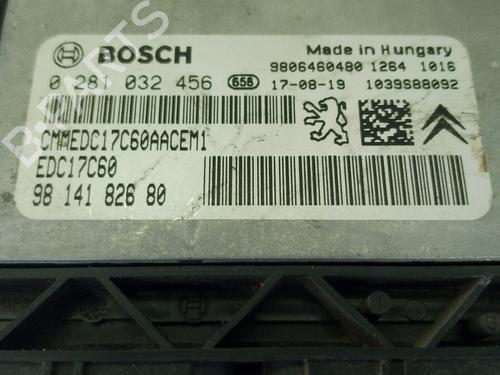 BOSCH
Made in Hungary
0 281 032 456 658
9806460480 1264 1016
17-08-19 1039S88092
CMMEDC17C60AACEM1
EDC17C60
98 141 826 80
B-PARTS